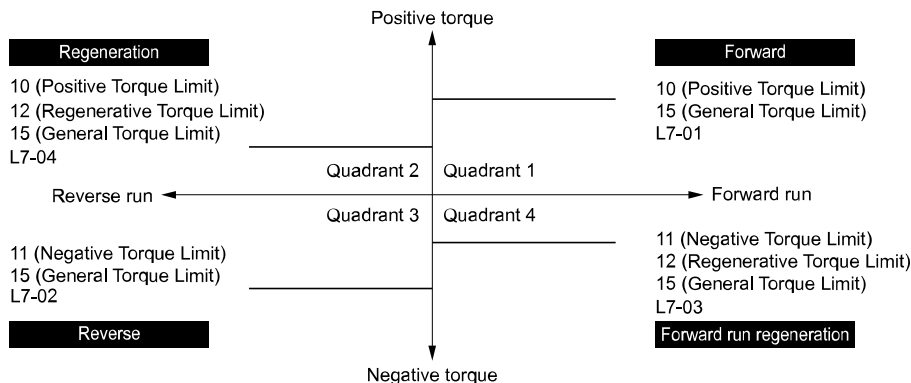 Positive torque
Regeneration
10 (Positive Torque Limit)
12 (Regenerative Torque Limit)
15 (General Torque Limit)
L7-04
Forward
10 (Positive Torque Limit)
15 (General Torque Limit)
L7-01
Quadrant 2
Quadrant 1
Reverse run
Forward run
Quadrant 3
Quadrant 4
11 (Negative Torque Limit)
15 (General Torque Limit)
L7-02
Reverse
11 (Negative Torque Limit)
12 (Regenerative Torque Limit)
15 (General Torque Limit)
L7-03
Forward run regeneration
Negative torque